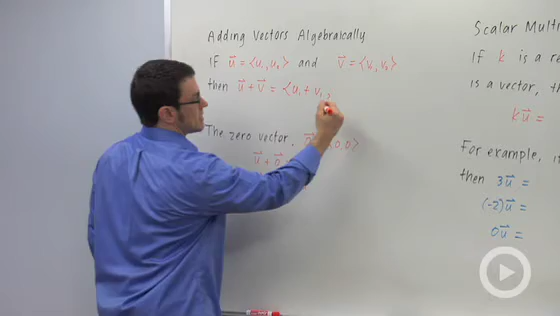 Adding Vectors Algebraically
If u⃗ = <u₁, u₂> and v⃗ = <v₁, v₂>
then u⃗ + v⃗ = <u₁ + v₁,
The zero vector, 0⃗ 0, 0>
u⃗ + 0⃗ =
Scalar Multi
If k is a re
is a vector, th
ku⃗ =
For example, i
then 3u⃗ =
(-2)u⃗ =
0u⃗ =